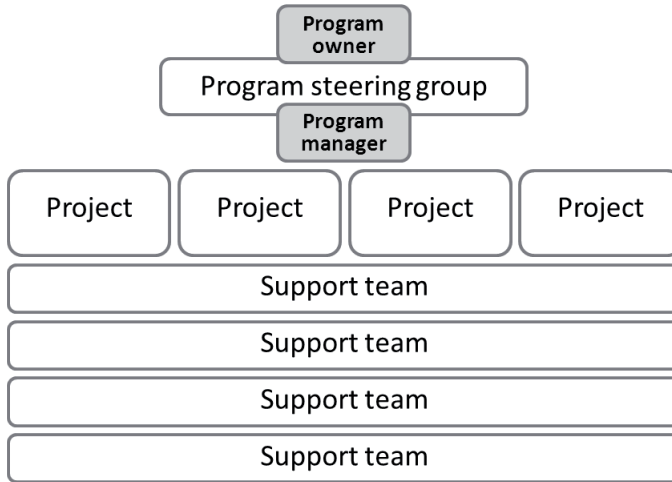 Program
owner
Program steering group
Program
manager
Project Project Project Project
Support team
Support team
Support team
Support team